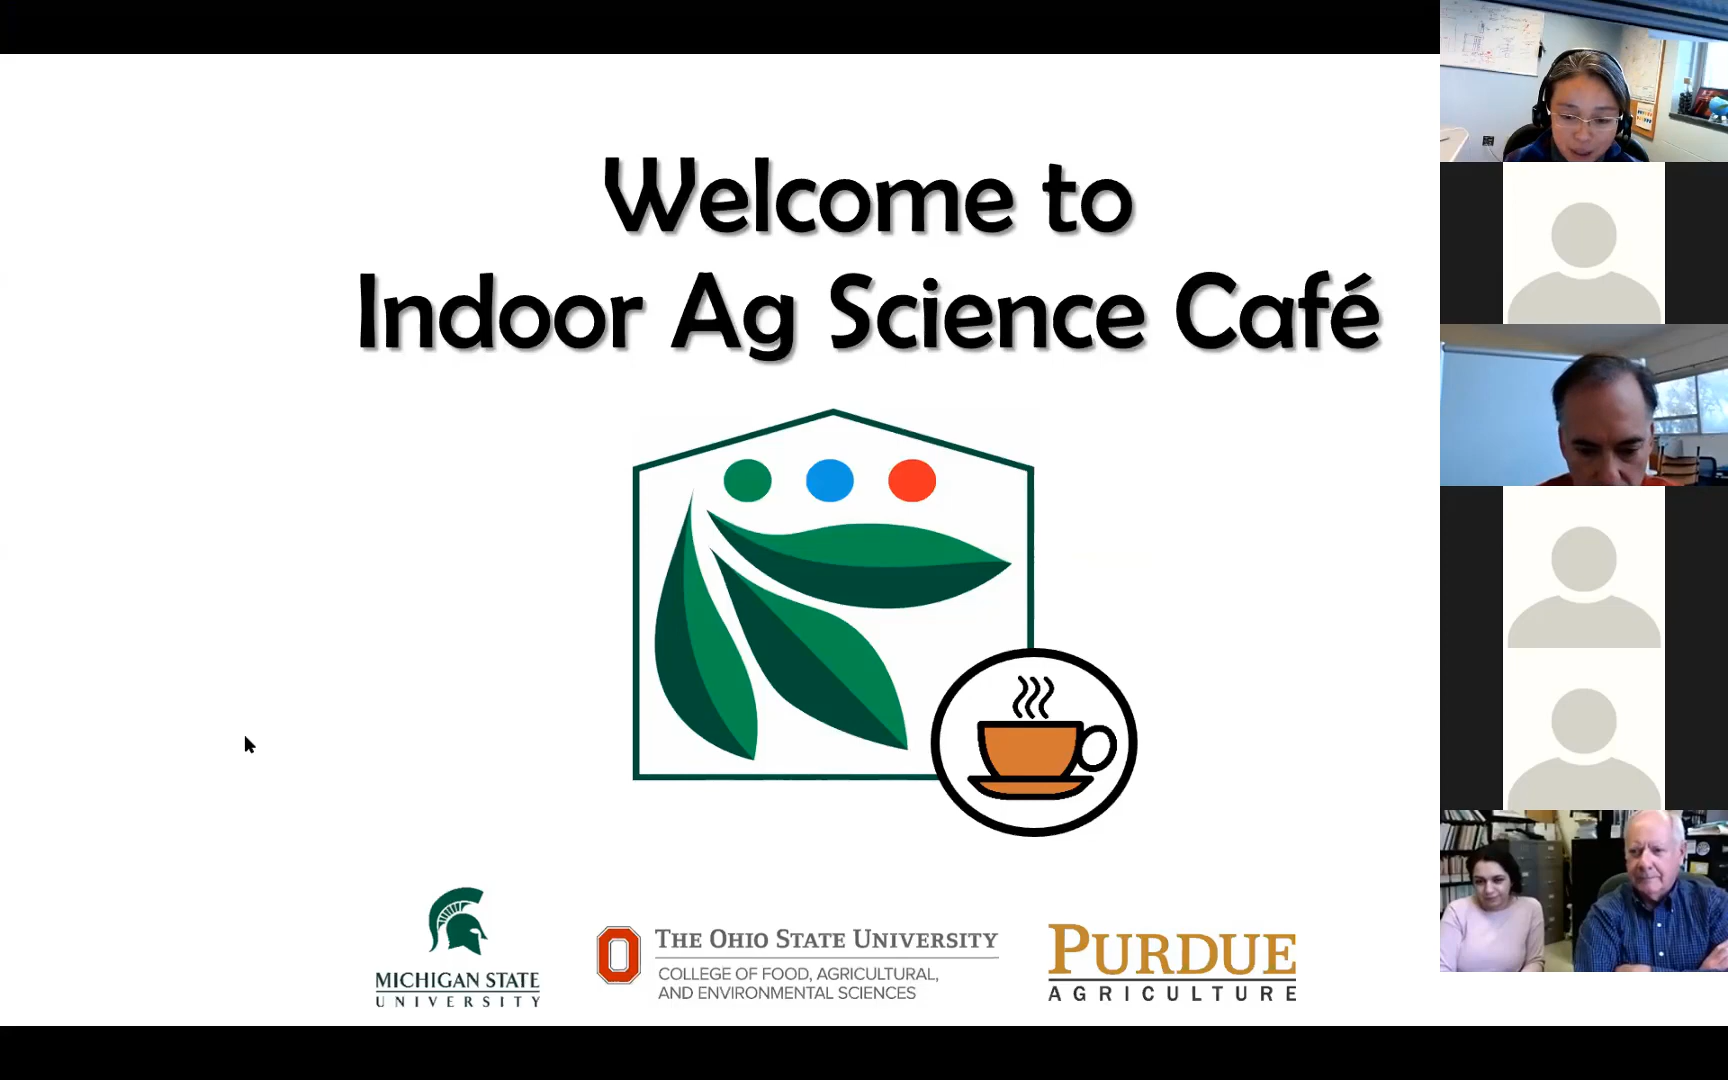 Welcome to
Indoor Ag Science Café
MICHIGAN STATE
UNIVERSITY
THE OHIO STATE UNIVERSITY
COLLEGE OF FOOD, AGRICULTURAL,
AND ENVIRONMENTAL SCIENCES
PURDUE
AGRICULTURE